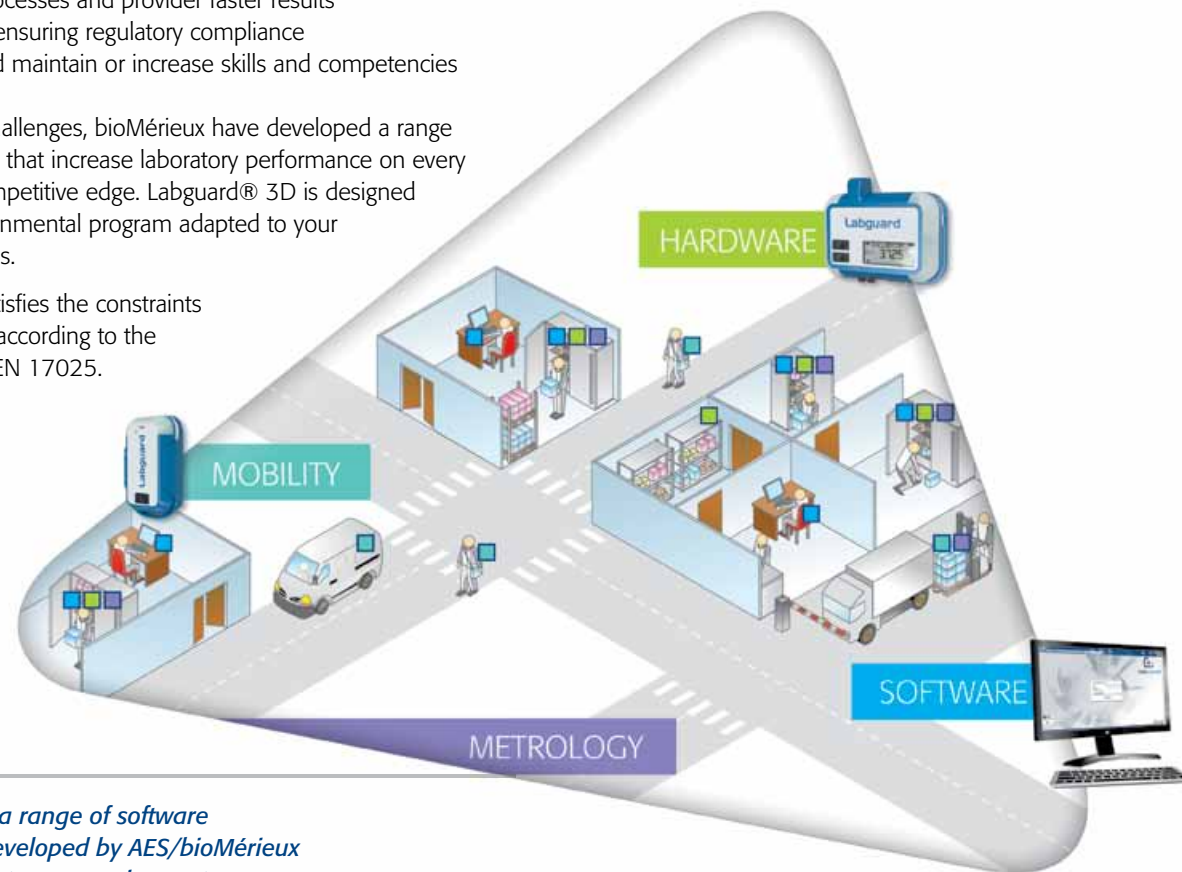 ocesses and provider faster results
ensuring regulatory compliance
d maintain or increase skills and competencies
allenges, bioMérieux have developed a range
that increase laboratory performance on every
mpetitive edge. Labguard® 3D is designed
nmental program adapted to your
s.
tisfies the constraints
according to the
EN 17025.
HARDWARE
Labguard
MOBILITY
Labguard
SOFTWARE
METROLOGY
a range of software
eveloped by AES/bioMérieux